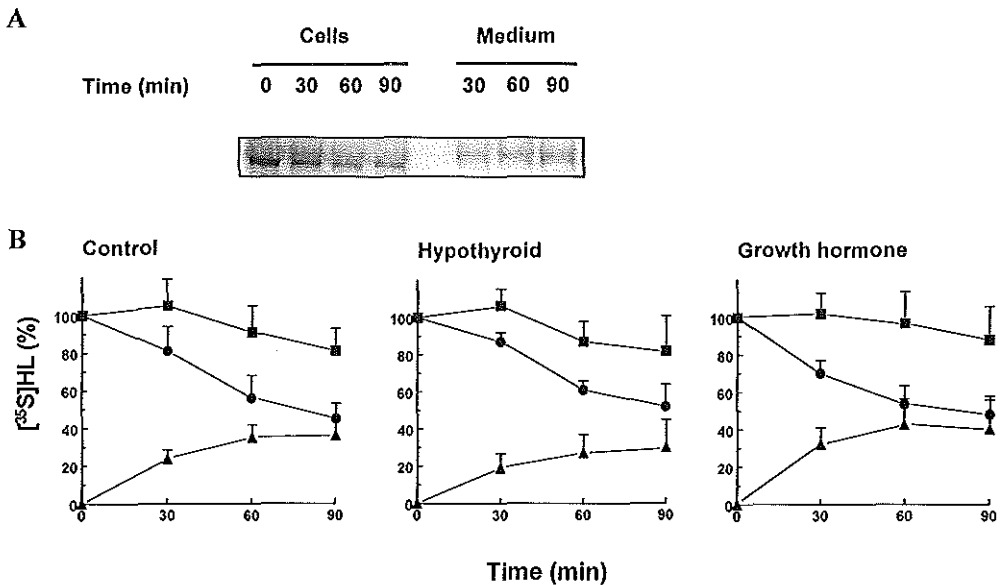 A
Cells Medium
Time (min) 0 30 60 90 30 60 90
B
Control Hypothyroid Growth hormone
[³⁵S]HL (%)
100 100 100
80 80 80
60 60 60
40 40 40
20 20 20
0 0 0
0 30 60 90 0 30 60 90 0 30 60 90
Time (min)